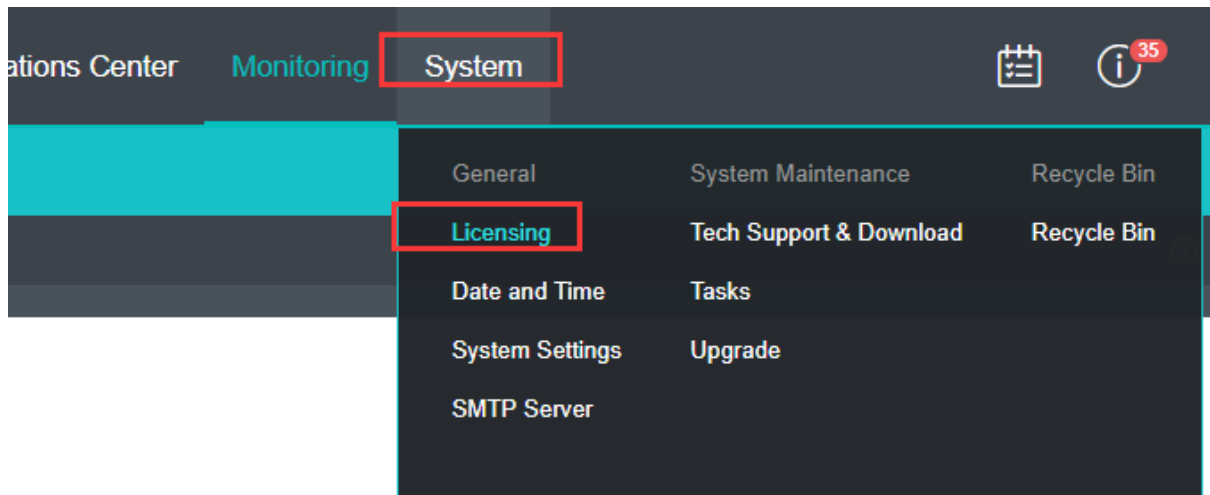 ations Center Monitoring System 35
General System Maintenance Recycle Bin
Licensing Tech Support & Download Recycle Bin
Date and Time Tasks
System Settings Upgrade
SMTP Server